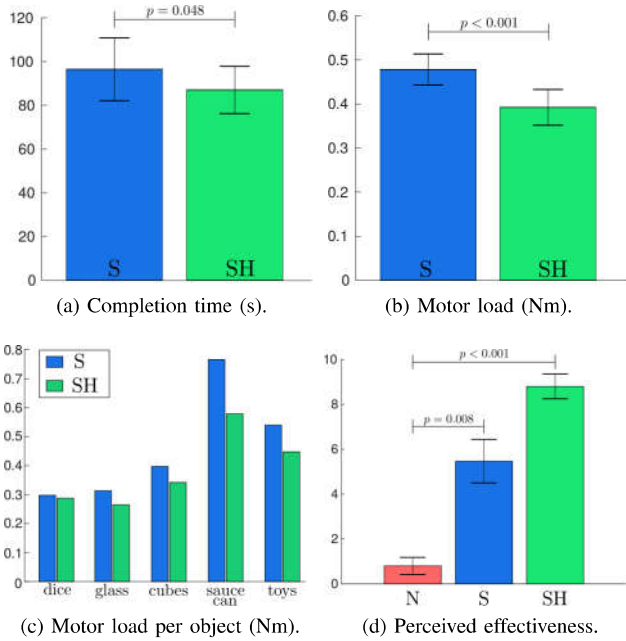 p = 0.048
120
100
80
60
40
20
0
S
SH
(a) Completion time (s).
p < 0.001
0.6
0.5
0.4
0.3
0.2
0.1
0
S
SH
(b) Motor load (Nm).
0.8
0.7
0.6
0.5
0.4
0.3
0.2
0.1
0
S
SH
dice glass cubes sauce can toys
(c) Motor load per object (Nm).
p < 0.001
p = 0.008
10
8
6
4
2
0
N S SH
(d) Perceived effectiveness.